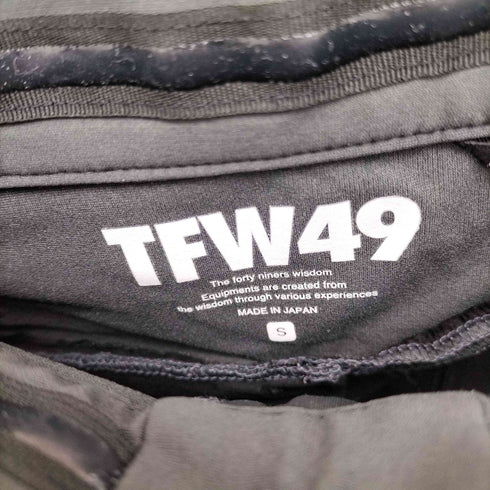 TFW49
The forty niners wisdom
Equipments are created from
the wisdom through various experiences
MADE IN JAPAN
S